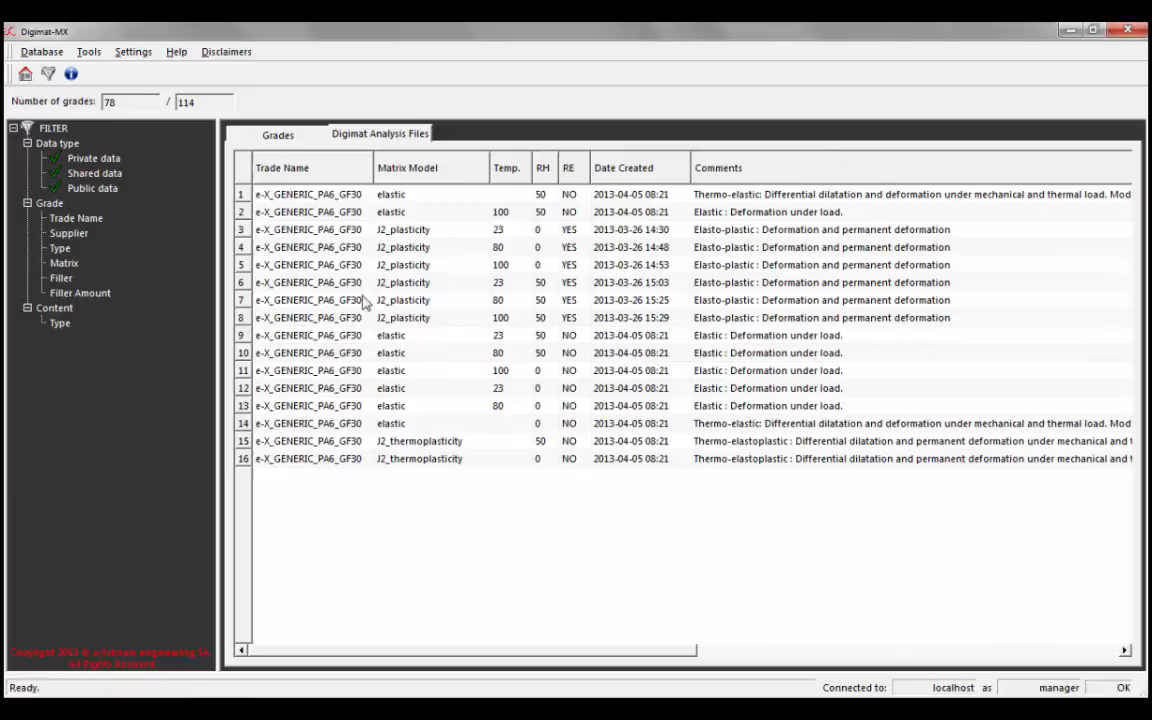 Digimat-MX
Database Tools Settings Help Disclaimers
Number of grades: 78 / 114
FILTER
Data type
Private data
Shared data
Public data
Grade
Trade Name
Supplier
Type
Matrix
Filler
Filler Amount
Content
Type
Grades Digimat Analysis Files
Trade Name Matrix Model Temp. RH RE Date Created Comments
1 e-X_GENERIC_PA6_GF30 elastic 50 NO 2013-04-05 08:21 Thermo-elastic: Differential dilatation and deformation under mechanical and thermal load. Mod
2 e-X_GENERIC_PA6_GF30 elastic 100 50 NO 2013-04-05 08:21 Elastic : Deformation under load.
3 e-X_GENERIC_PA6_GF30 J2_plasticity 23 0 YES 2013-03-26 14:30 Elasto-plastic : Deformation and permanent deformation
4 e-X_GENERIC_PA6_GF30 J2_plasticity 80 0 YES 2013-03-26 14:48 Elasto-plastic : Deformation and permanent deformation
5 e-X_GENERIC_PA6_GF30 J2_plasticity 100 0 YES 2013-03-26 14:53 Elasto-plastic : Deformation and permanent deformation
6 e-X_GENERIC_PA6_GF30 J2_plasticity 23 50 YES 2013-03-26 15:03 Elasto-plastic : Deformation and permanent deformation
7 e-X_GENERIC_PA6_GF30 J2_plasticity 80 50 YES 2013-03-26 15:25 Elasto-plastic : Deformation and permanent deformation
8 e-X_GENERIC_PA6_GF30 J2_plasticity 100 50 YES 2013-03-26 15:29 Elasto-plastic : Deformation and permanent deformation
9 e-X_GENERIC_PA6_GF30 elastic 23 50 NO 2013-04-05 08:21 Elastic : Deformation under load.
10 e-X_GENERIC_PA6_GF30 elastic 80 50 NO 2013-04-05 08:21 Elastic : Deformation under load.
11 e-X_GENERIC_PA6_GF30 elastic 100 0 NO 2013-04-05 08:21 Elastic : Deformation under load.
12 e-X_GENERIC_PA6_GF30 elastic 23 0 NO 2013-04-05 08:21 Elastic : Deformation under load.
13 e-X_GENERIC_PA6_GF30 elastic 80 0 NO 2013-04-05 08:21 Elastic : Deformation under load.
14 e-X_GENERIC_PA6_GF30 elastic 0 NO 2013-04-05 08:21 Thermo-elastic: Differential dilatation and deformation under mechanical and thermal load. Mod
15 e-X_GENERIC_PA6_GF30 J2_thermoplasticity 50 NO 2013-04-05 08:21 Thermo-elastoplastic : Differential dilatation and permanent deformation under mechanical and t
16 e-X_GENERIC_PA6_GF30 J2_thermoplasticity 0 NO 2013-04-05 08:21 Thermo-elastoplastic : Differential dilatation and permanent deformation under mechanical and t
Copyright 2013 © e-Xstream engineering SA
All Rights Reserved
Ready. Connected to: localhost as manager OK